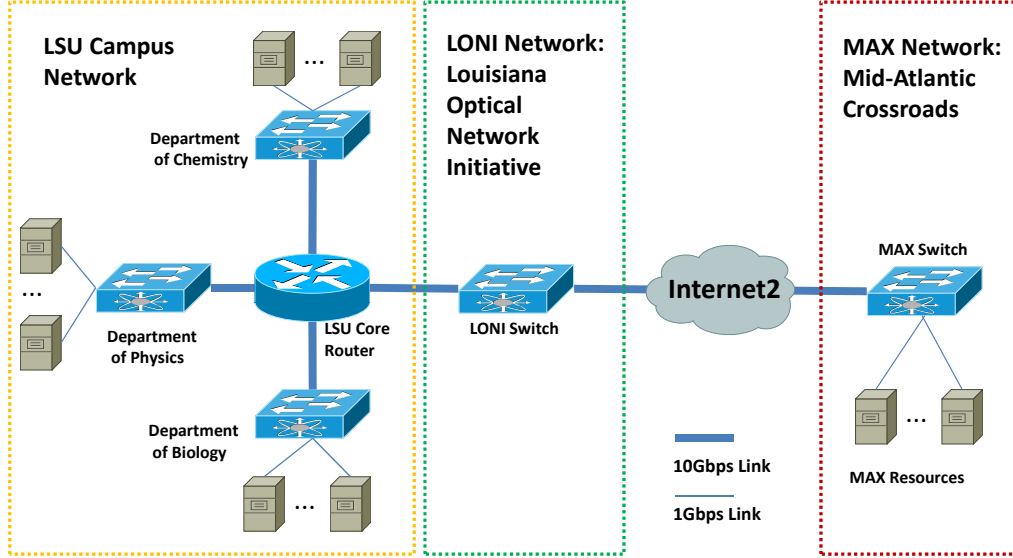 LSU Campus
Network
...
Department
of Chemistry
...
Department
of Physics
LSU Core
Router
Department
of Biology
...
LONI Network:
Louisiana
Optical
Network
Initiative
LONI Switch
Internet2
10Gbps Link
1Gbps Link
MAX Network:
Mid-Atlantic
Crossroads
MAX Switch
...
MAX Resources